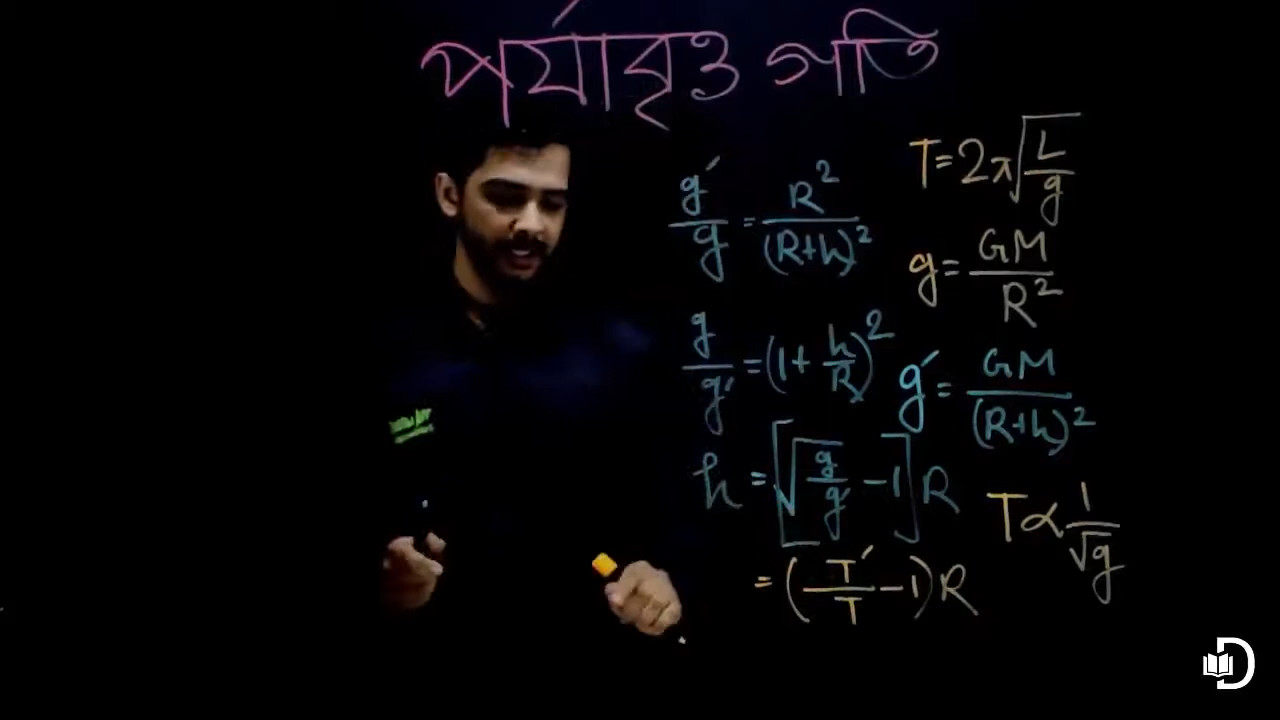 পর্যাবৃত্ত গতি
g′/g = R²/(R+h)²
g/g′ = (1 + h/R)²
h = [√(g/g′) − 1] R
= (T′/T − 1) R
T = 2π√(L/g)
g = GM/R²
g′ = GM/(R+h)²
T ∝ 1/√g
D